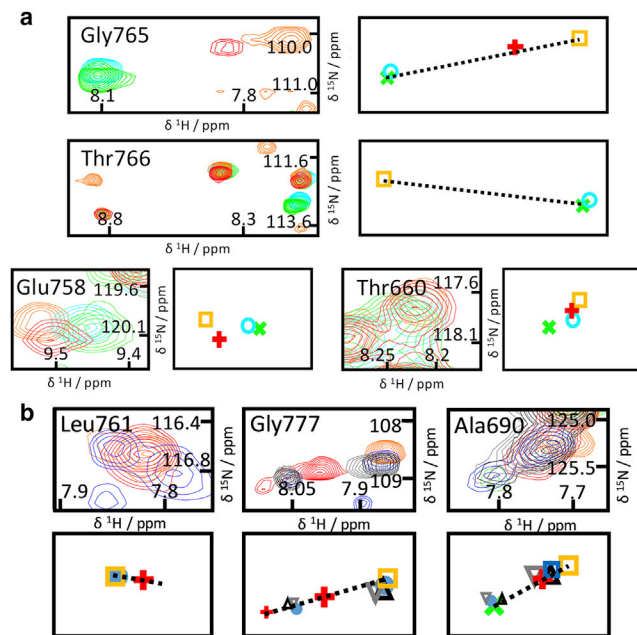 a
Gly765
110.0
111.0
8.1
7.8
δ ¹H / ppm
δ ¹⁵N / ppm
Thr766
111.6
113.6
8.8
8.3
δ ¹H / ppm
δ ¹⁵N / ppm
Glu758
119.6
120.1
9.5
9.4
δ ¹H / ppm
δ ¹⁵N / ppm
Thr660
117.6
118.1
8.25
8.2
δ ¹H / ppm
δ ¹⁵N / ppm
b
Leu761
116.4
116.8
7.9
7.8
δ ¹H / ppm
Gly777
108
109
8.05
7.9
δ ¹H / ppm
δ ¹⁵N / ppm
Ala690
125.0
125.5
7.8
7.7
δ ¹H / ppm
δ ¹⁵N / ppm